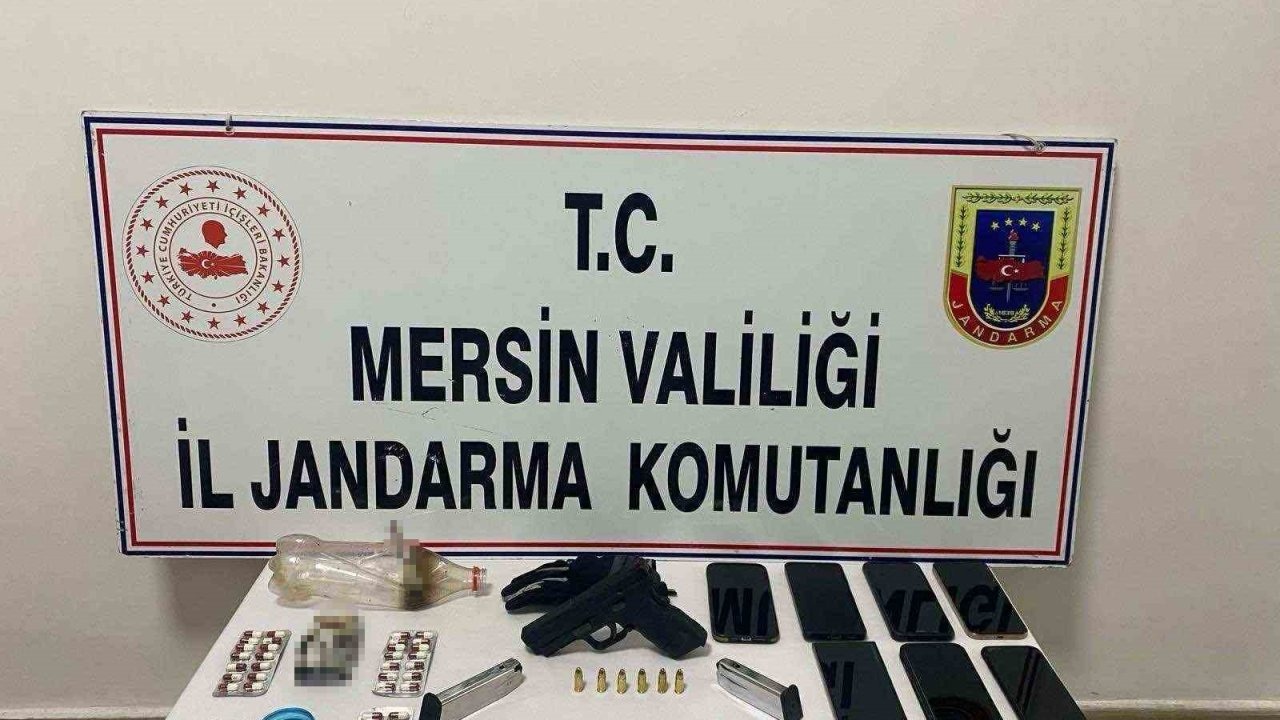 TÜRKİYE CUMHURİYETİ İÇİŞLERİ BAKANLIĞI
T.C.
JANDARMA
MERSİN VALİLİĞİ
İL JANDARMA KOMUTANLIĞI